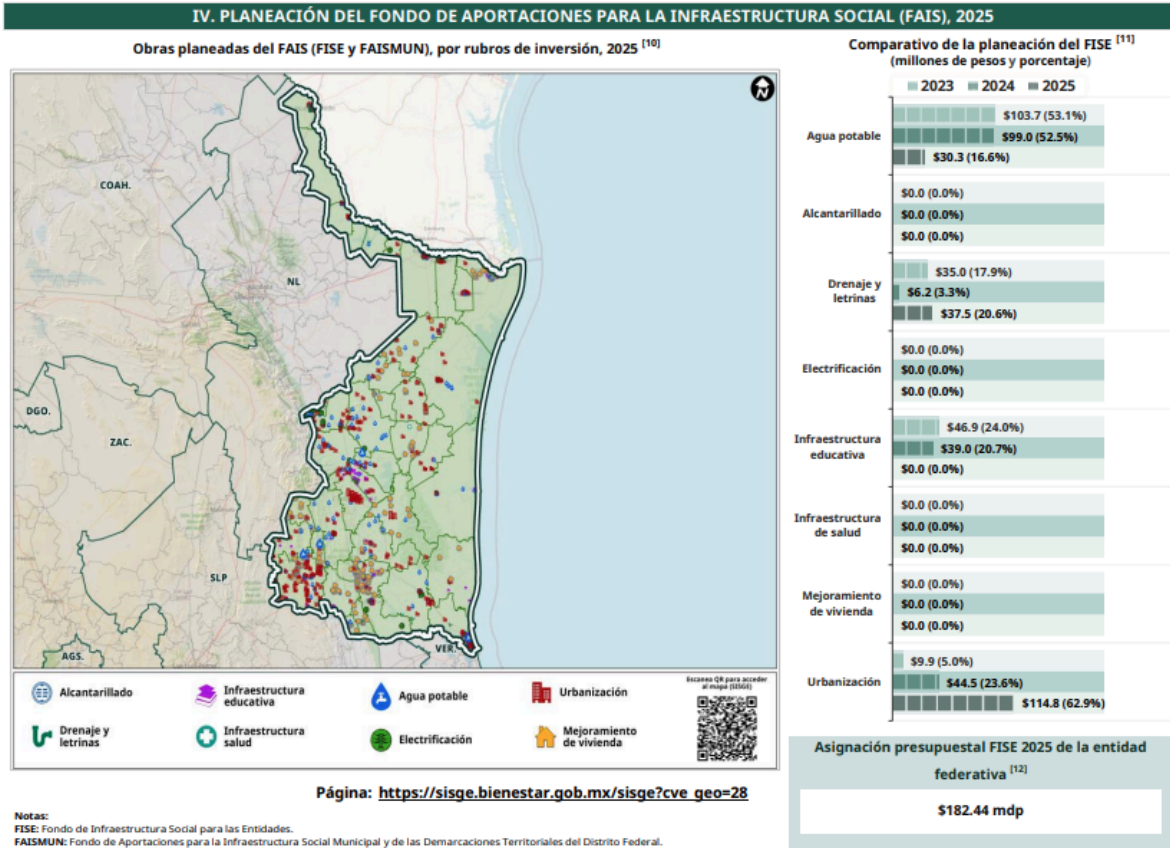 IV. PLANEACIÓN DEL FONDO DE APORTACIONES PARA LA INFRAESTRUCTURA SOCIAL (FAIS), 2025
Obras planeadas del FAIS (FISE y FAISMUN), por rubros de inversión, 2025 [10]
N
COAH.
NL
DGO.
ZAC.
SLP
AGS.
VER.
Alcantarillado
Infraestructura
educativa
Agua potable
Urbanización
Drenaje y
letrinas
Infraestructura
salud
Electrificación
Mejoramiento
de vivienda
Escanea QR para acceder
al mapa (SISGE)
Comparativo de la planeación del FISE [11]
(millones de pesos y porcentaje)
2023 2024 2025
Agua potable
$103.7 (53.1%)
$99.0 (52.5%)
$30.3 (16.6%)
Alcantarillado
$0.0 (0.0%)
$0.0 (0.0%)
$0.0 (0.0%)
Drenaje y
letrinas
$35.0 (17.9%)
$6.2 (3.3%)
$37.5 (20.6%)
Electrificación
$0.0 (0.0%)
$0.0 (0.0%)
$0.0 (0.0%)
Infraestructura
educativa
$46.9 (24.0%)
$39.0 (20.7%)
$0.0 (0.0%)
Infraestructura
de salud
$0.0 (0.0%)
$0.0 (0.0%)
$0.0 (0.0%)
Mejoramiento
de vivienda
$0.0 (0.0%)
$0.0 (0.0%)
$0.0 (0.0%)
Urbanización
$9.9 (5.0%)
$44.5 (23.6%)
$114.8 (62.9%)
Asignación presupuestal FISE 2025 de la entidad
federativa [12]
$182.44 mdp
Página: https://sisge.bienestar.gob.mx/sisge?cve_geo=28
Notas:
FISE: Fondo de Infraestructura Social para las Entidades.
FAISMUN: Fondo de Aportaciones para la Infraestructura Social Municipal y de las Demarcaciones Territoriales del Distrito Federal.